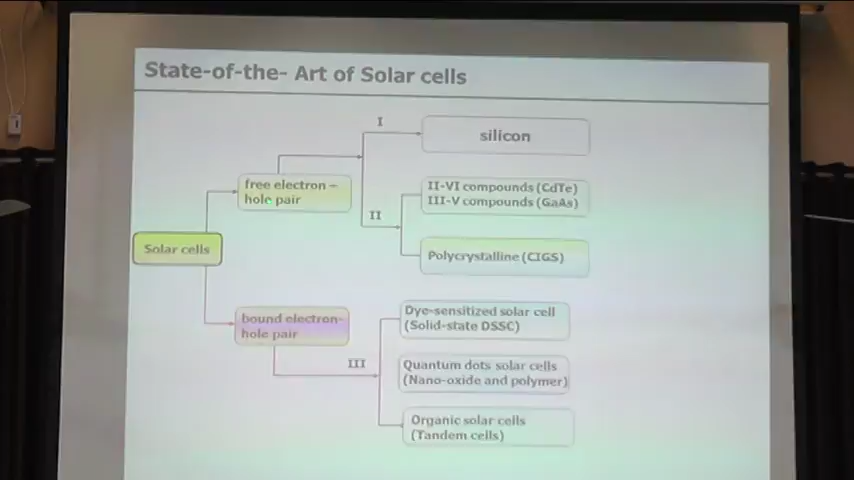 State-of-the- Art of Solar cells
I
silicon
free electron –
hole pair
II-VI compounds (CdTe)
III-V compounds (GaAs)
II
Solar cells
Polycrystalline (CIGS)
bound electron-
hole pair
Dye-sensitized solar cell
(Solid-state DSSC)
III
Quantum dots solar cells
(Nano-oxide and polymer)
Organic solar cells
(Tandem cells)